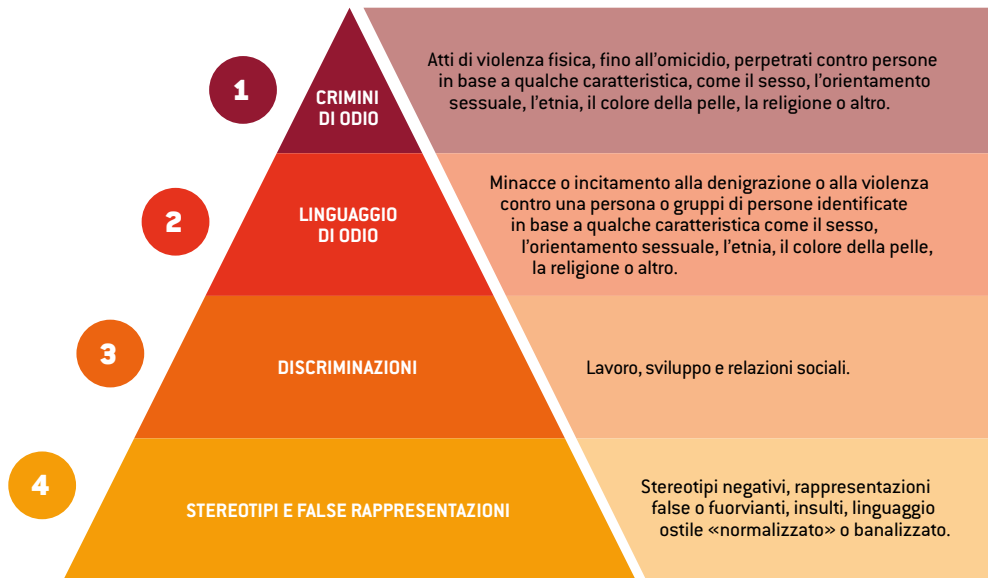 1
CRIMINI
DI ODIO
Atti di violenza fisica, fino all’omicidio, perpetrati contro persone
in base a qualche caratteristica, come il sesso, l’orientamento
sessuale, l’etnia, il colore della pelle, la religione o altro.
2
LINGUAGGIO
DI ODIO
Minacce o incitamento alla denigrazione o alla violenza
contro una persona o gruppi di persone identificate
in base a qualche caratteristica come il sesso,
l’orientamento sessuale, l’etnia, il colore della pelle,
la religione o altro.
3
DISCRIMINAZIONI
Lavoro, sviluppo e relazioni sociali.
4
STEREOTIPI E FALSE RAPPRESENTAZIONI
Stereotipi negativi, rappresentazioni
false o fuorvianti, insulti, linguaggio
ostile «normalizzato» o banalizzato.